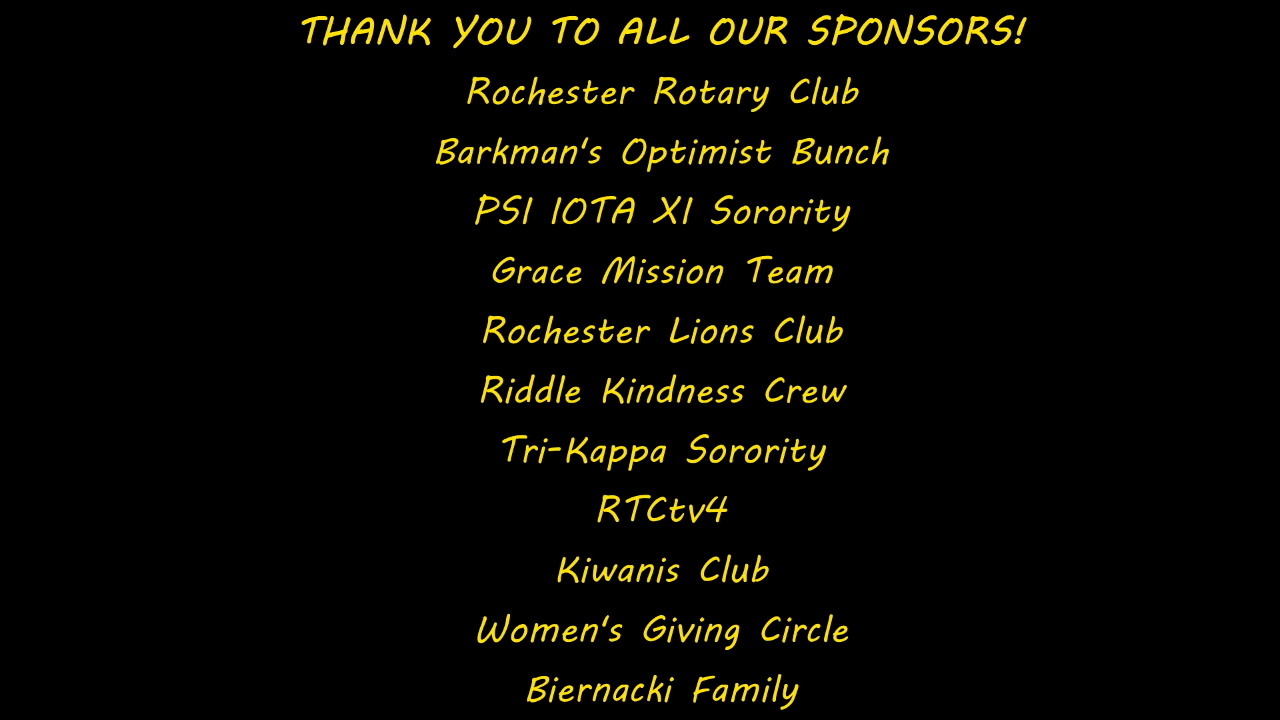 THANK YOU TO ALL OUR SPONSORS!
Rochester Rotary Club
Barkman's Optimist Bunch
PSI IOTA XI Sorority
Grace Mission Team
Rochester Lions Club
Riddle Kindness Crew
Tri-Kappa Sorority
RTCtv4
Kiwanis Club
Women's Giving Circle
Biernacki Family